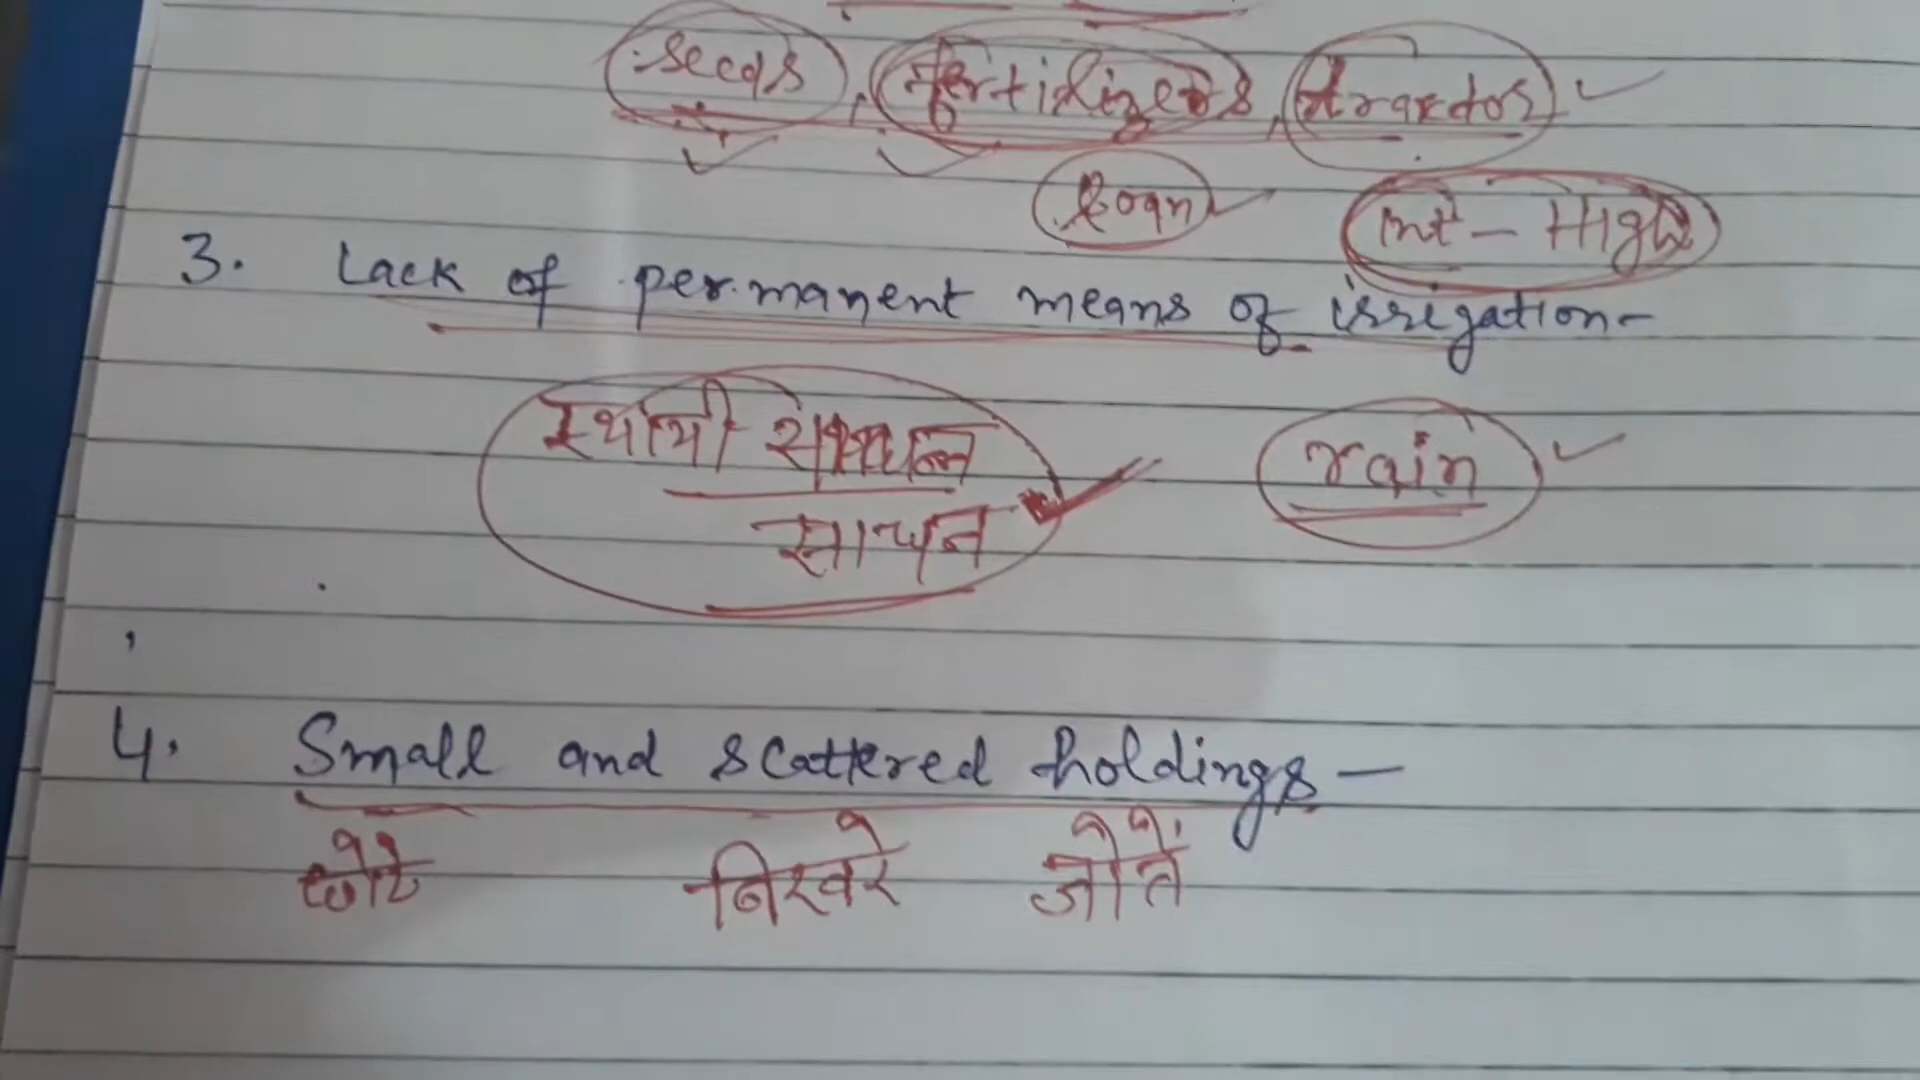 seeds, fertilizers, tractor
loan int - High
3. Lack of permanent means of irrigation-
स्थायी rain
साधन
4. Small and scattered holdings -
छोटे बिखरे जोतें